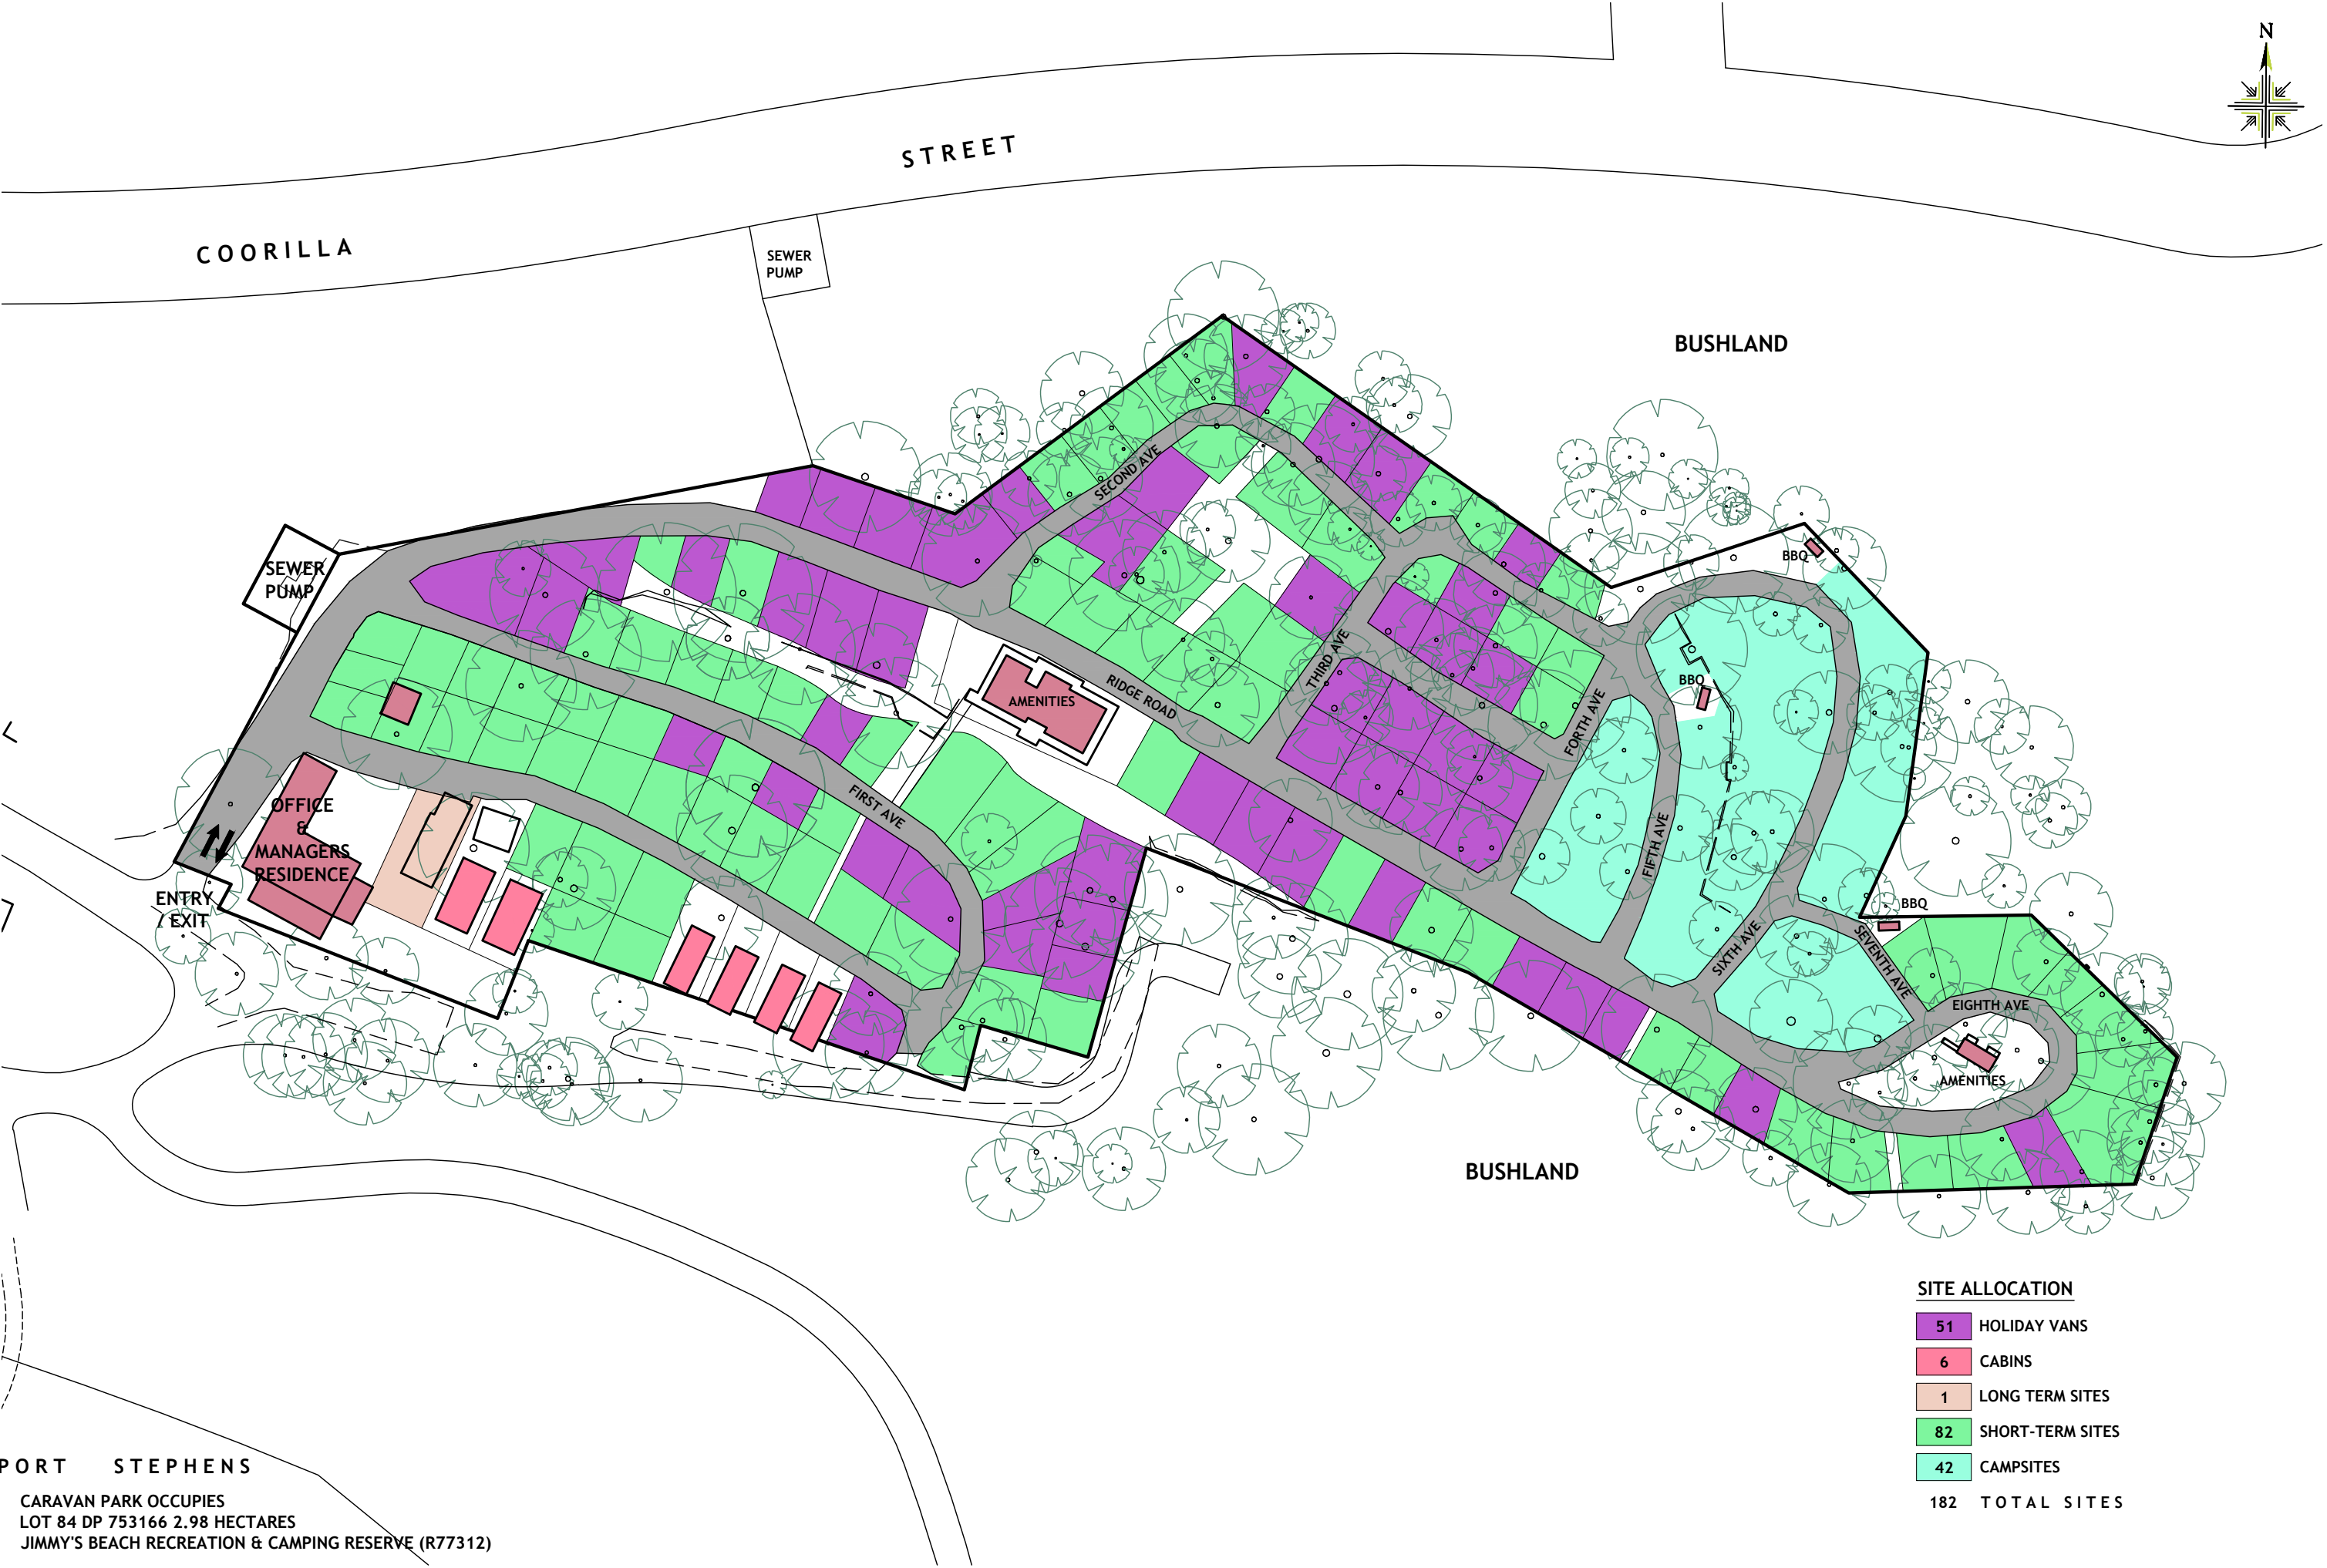 N
STREET
COORILLA
SEWER
PUMP
BUSHLAND
SECOND AVE
SEWER
PUMP
BBQ
THIRD AVE
BBQ
AMENITIES
RIDGE ROAD
FORTH AVE
OFFICE
&
MANAGERS
RESIDENCE
FIRST AVE
FIFTH AVE
ENTRY
/ EXIT
BBQ
SIXTH AVE
SEVENTH AVE
EIGHTH AVE
AMENITIES
BUSHLAND
SITE ALLOCATION
51 HOLIDAY VANS
6 CABINS
1 LONG TERM SITES
82 SHORT-TERM SITES
42 CAMPSITES
182 TOTAL SITES
PORT STEPHENS
CARAVAN PARK OCCUPIES
LOT 84 DP 753166 2.98 HECTARES
JIMMY'S BEACH RECREATION & CAMPING RESERVE (R77312)